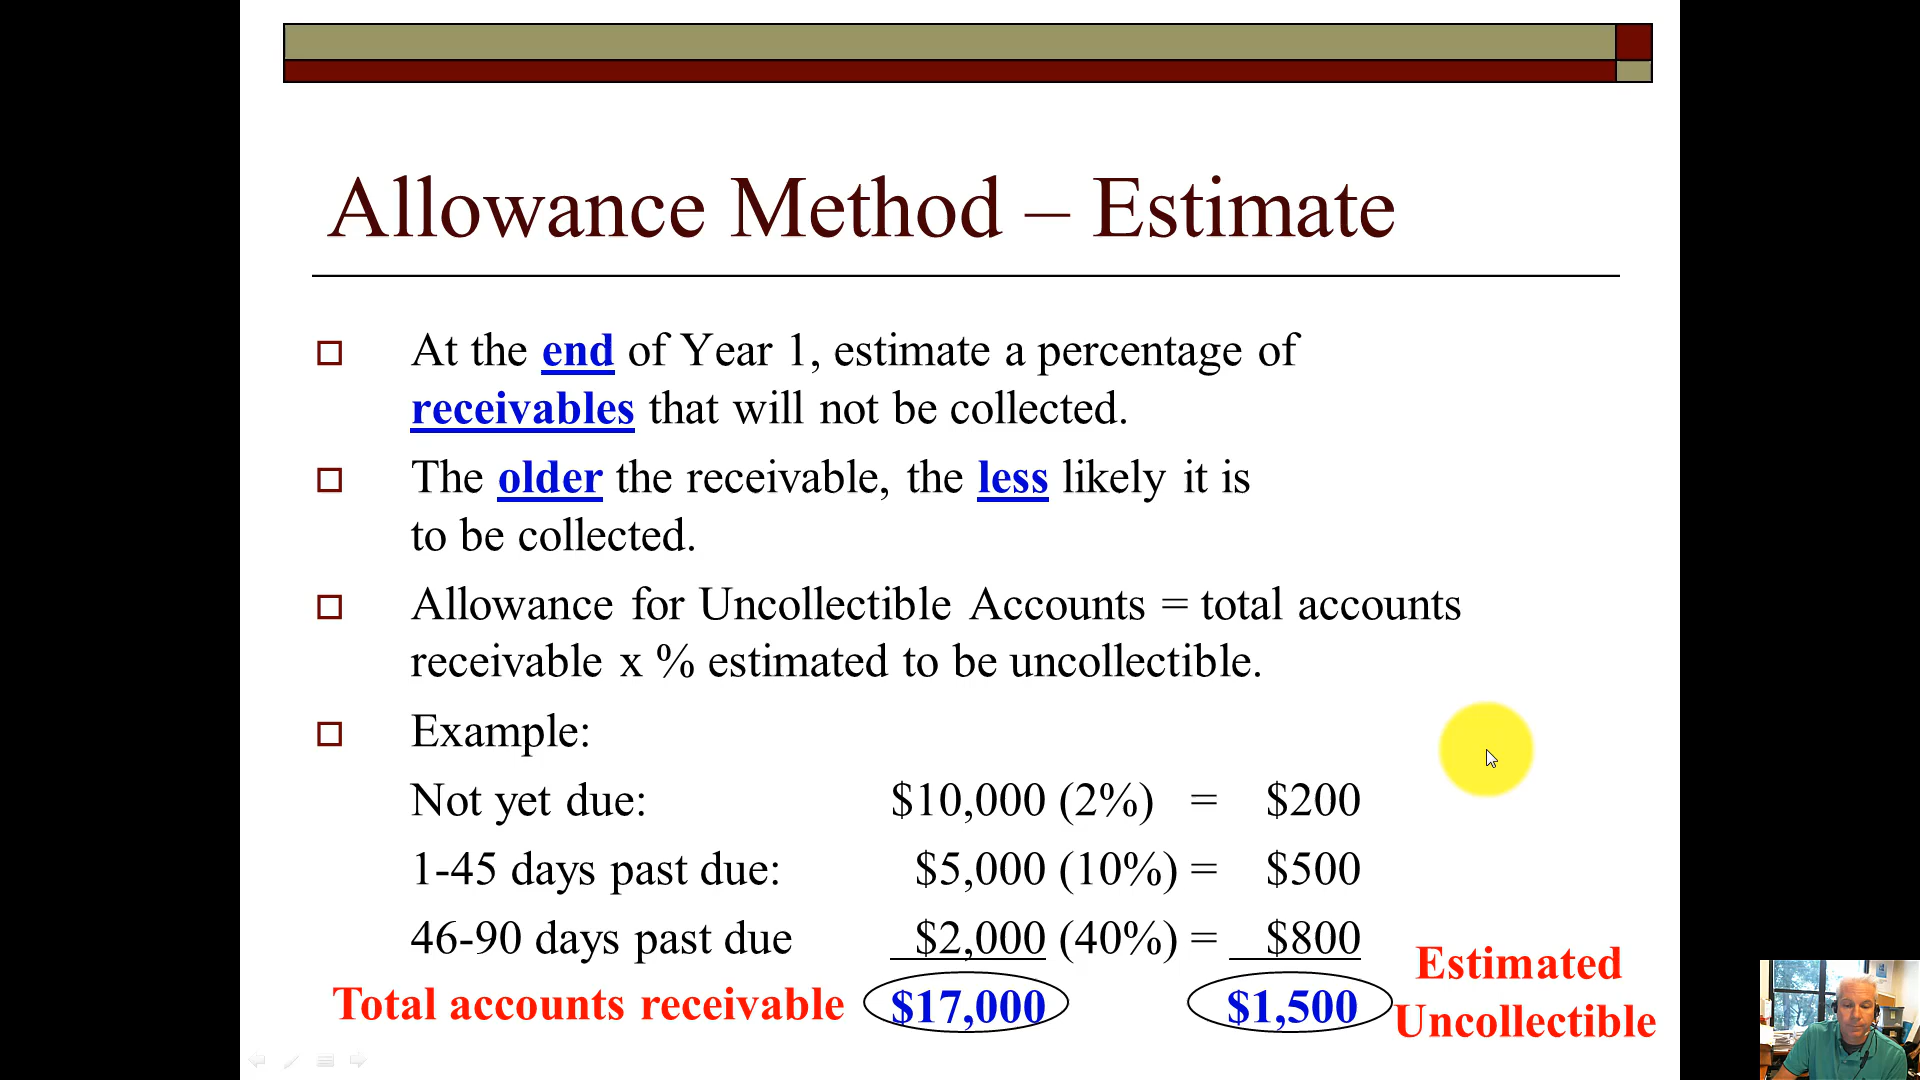 Allowance Method – Estimate
At the end of Year 1, estimate a percentage of
receivables that will not be collected.
The older the receivable, the less likely it is
to be collected.
Allowance for Uncollectible Accounts = total accounts
receivable x % estimated to be uncollectible.
Example:
Not yet due: $10,000 (2%) = $200
1-45 days past due: $5,000 (10%) = $500
46-90 days past due $2,000 (40%) = $800
Total accounts receivable $17,000 $1,500 Estimated
Uncollectible